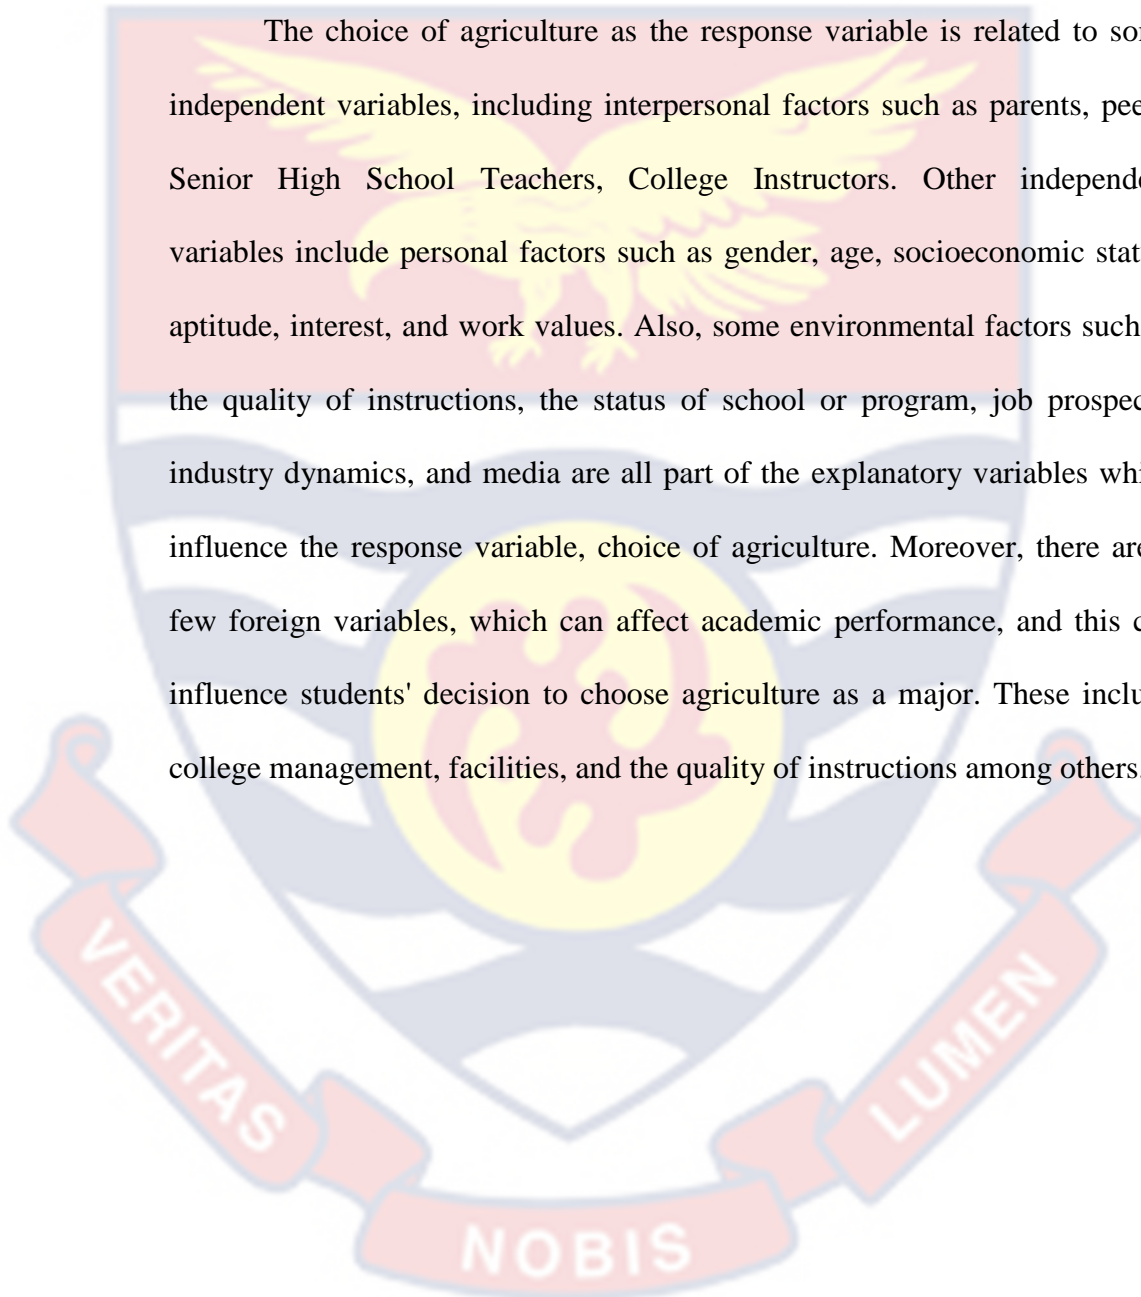 The choice of agriculture as the response variable is related to so
independent variables, including interpersonal factors such as parents, pee
Senior High School Teachers, College Instructors. Other independ
variables include personal factors such as gender, age, socioeconomic stat
aptitude, interest, and work values. Also, some environmental factors such
the quality of instructions, the status of school or program, job prospec
industry dynamics, and media are all part of the explanatory variables whi
influence the response variable, choice of agriculture. Moreover, there are
few foreign variables, which can affect academic performance, and this c
influence students' decision to choose agriculture as a major. These inclu
college management, facilities, and the quality of instructions among others.
VERITAS
NOBIS
LUMEN